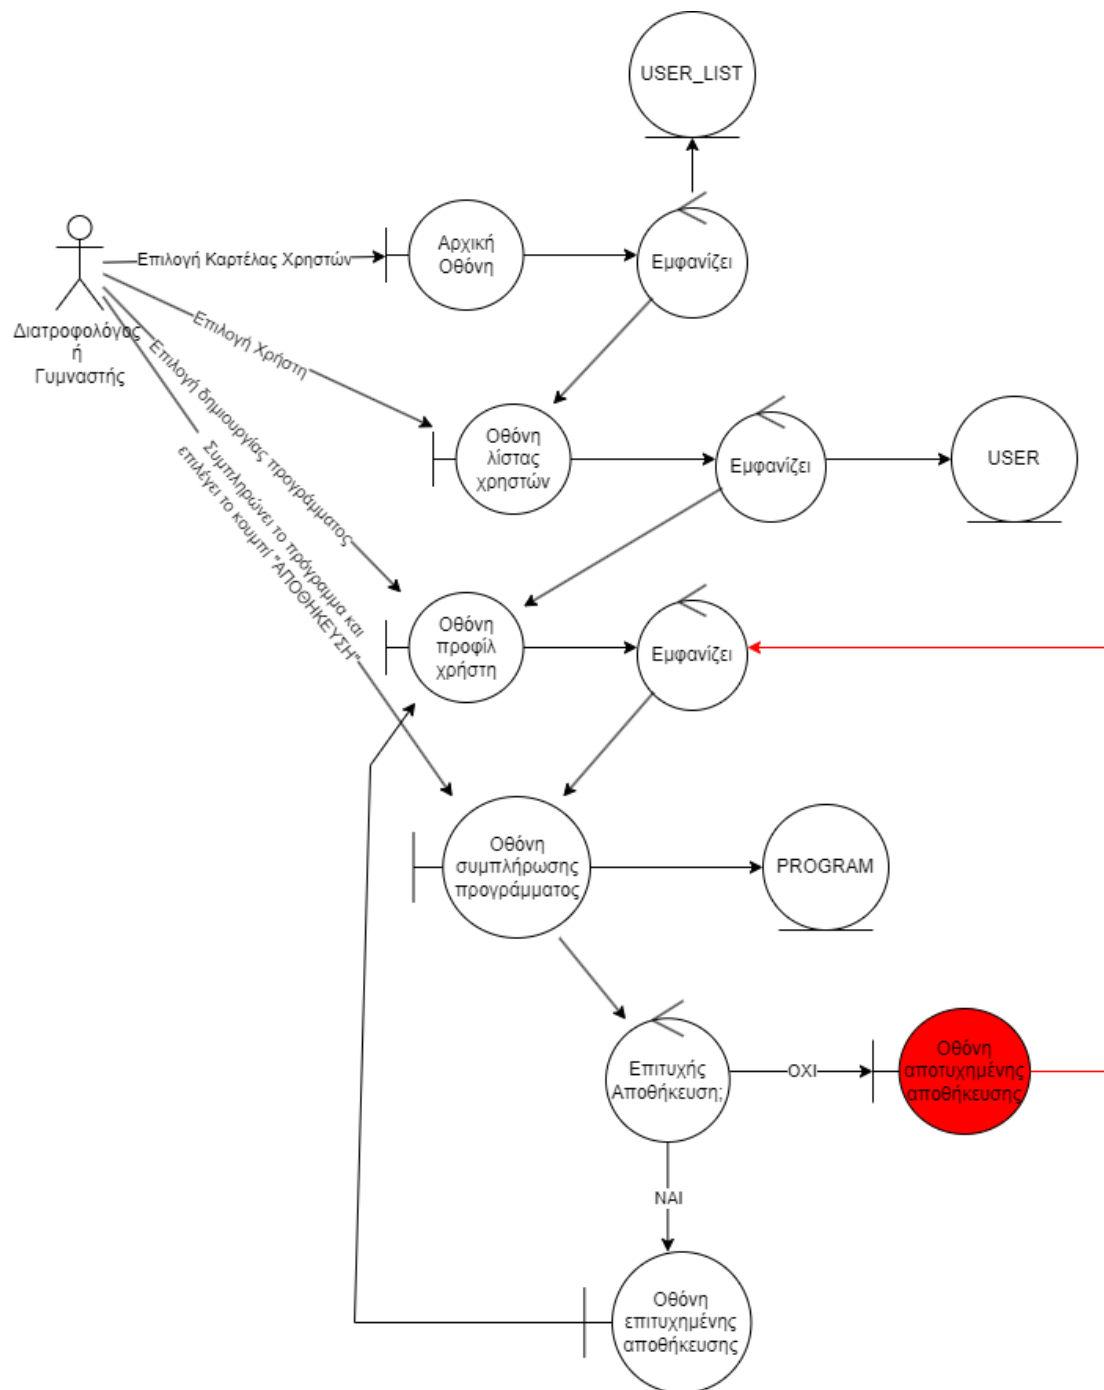 USER_LIST
Αρχική
Οθόνη
Εμφανίζει
Επιλογή Καρτέλας Χρηστών
Διατροφολόγος
ή
Γυμναστής
Επιλογή Χρήστη
Επιλογή δημιουργίας προγράμματος
Συμπληρώνει το πρόγραμμα και
επιλέγει το κουμπί "ΑΠΟΘΗΚΕΥΣΗ"
Οθόνη
λίστας
χρηστών
Εμφανίζει
USER
Οθόνη
προφίλ
χρήστη
Εμφανίζει
Οθόνη
συμπλήρωσης
προγράμματος
PROGRAM
Επιτυχής
Αποθήκευση;
ΟΧΙ
Οθόνη
αποτυχημένης
αποθήκευσης
ΝΑΙ
Οθόνη
επιτυχημένης
αποθήκευσης